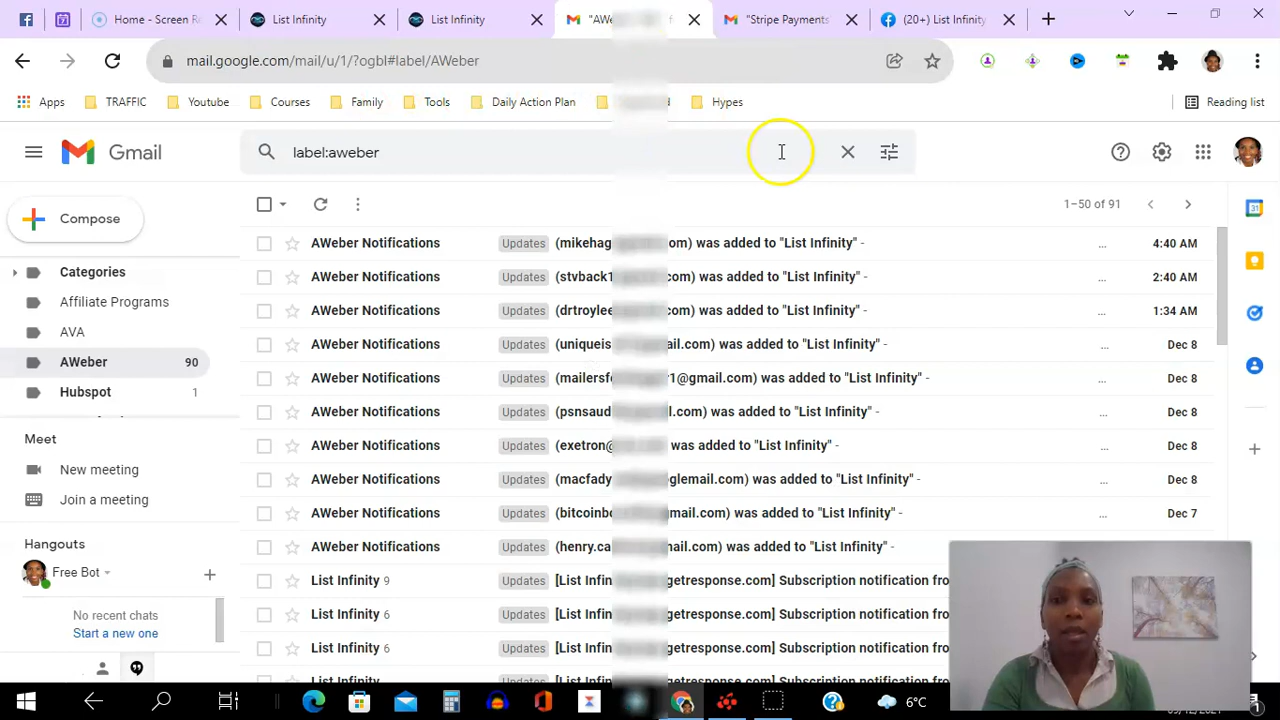 Home - Screen R
List Infinity
List Infinity
"AW
"Stripe Payments
(20+) List Infinity
mail.google.com/mail/u/1/?ogbl#label/AWeber
Apps
TRAFFIC
Youtube
Courses
Family
Tools
Daily Action Plan
Hypes
Reading list
Gmail
label:aweber
Compose
1–50 of 91
Categories
Affiliate Programs
AVA
AWeber 90
Hubspot 1
Meet
New meeting
Join a meeting
Hangouts
Free Bot
No recent chats
Start a new one
AWeber Notifications Updates (mikehag om) was added to "List Infinity" - ... 4:40 AM
AWeber Notifications Updates (stvback1 com) was added to "List Infinity" - ... 2:40 AM
AWeber Notifications Updates (drtroylee com) was added to "List Infinity" - ... 1:34 AM
AWeber Notifications Updates (uniqueis mail.com) was added to "List Infinity" - ... Dec 8
AWeber Notifications Updates (mailersf r1@gmail.com) was added to "List Infinity" - ... Dec 8
AWeber Notifications Updates (psnsaud l.com) was added to "List Infinity" - ... Dec 8
AWeber Notifications Updates (exetron@ was added to "List Infinity" - ... Dec 8
AWeber Notifications Updates (macfady glemail.com) was added to "List Infinity" - ... Dec 8
AWeber Notifications Updates (bitcoinbo gmail.com) was added to "List Infinity" - ... Dec 7
AWeber Notifications Updates (henry.ca mail.com) was added to "List Infinity" -
List Infinity 9 Updates [List Infin getresponse.com] Subscription notification fro
List Infinity 6 Updates [List Infin getresponse.com] Subscription notification fro
List Infinity 6 Updates [List Infin getresponse.com] Subscription notification fro
6°C